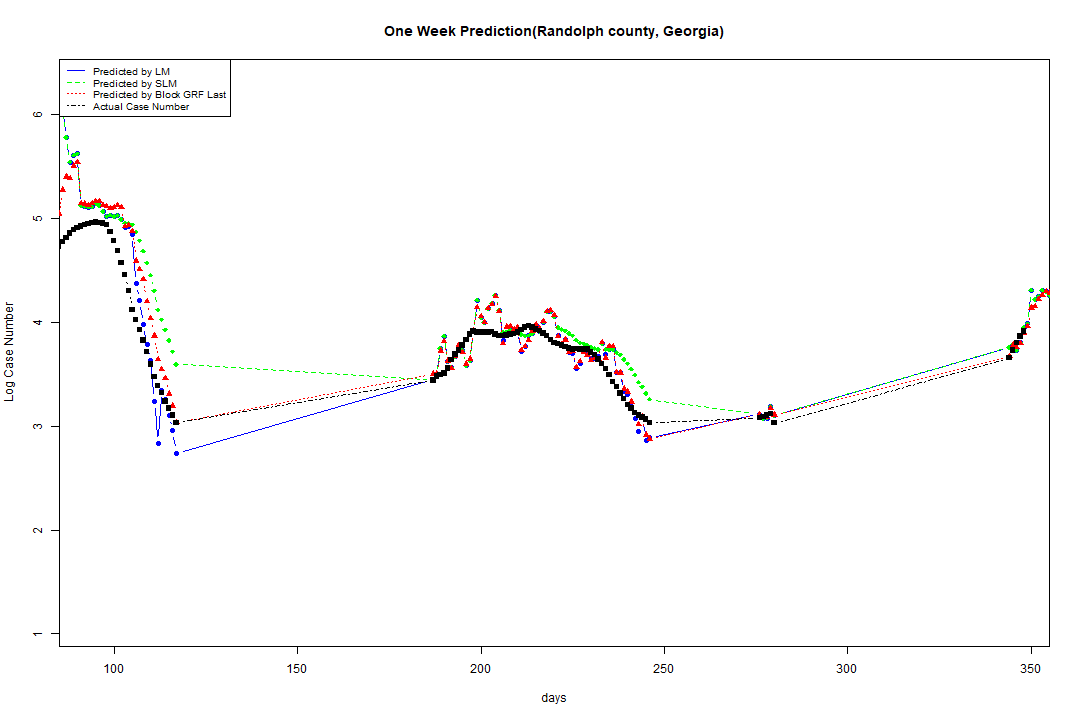 One Week Prediction(Randolph county, Georgia)
Predicted by LM
Predicted by SLM
Predicted by Block GRF Last
Actual Case Number
6
5
4
3
2
1
Log Case Number
100
150
200
250
300
350
days